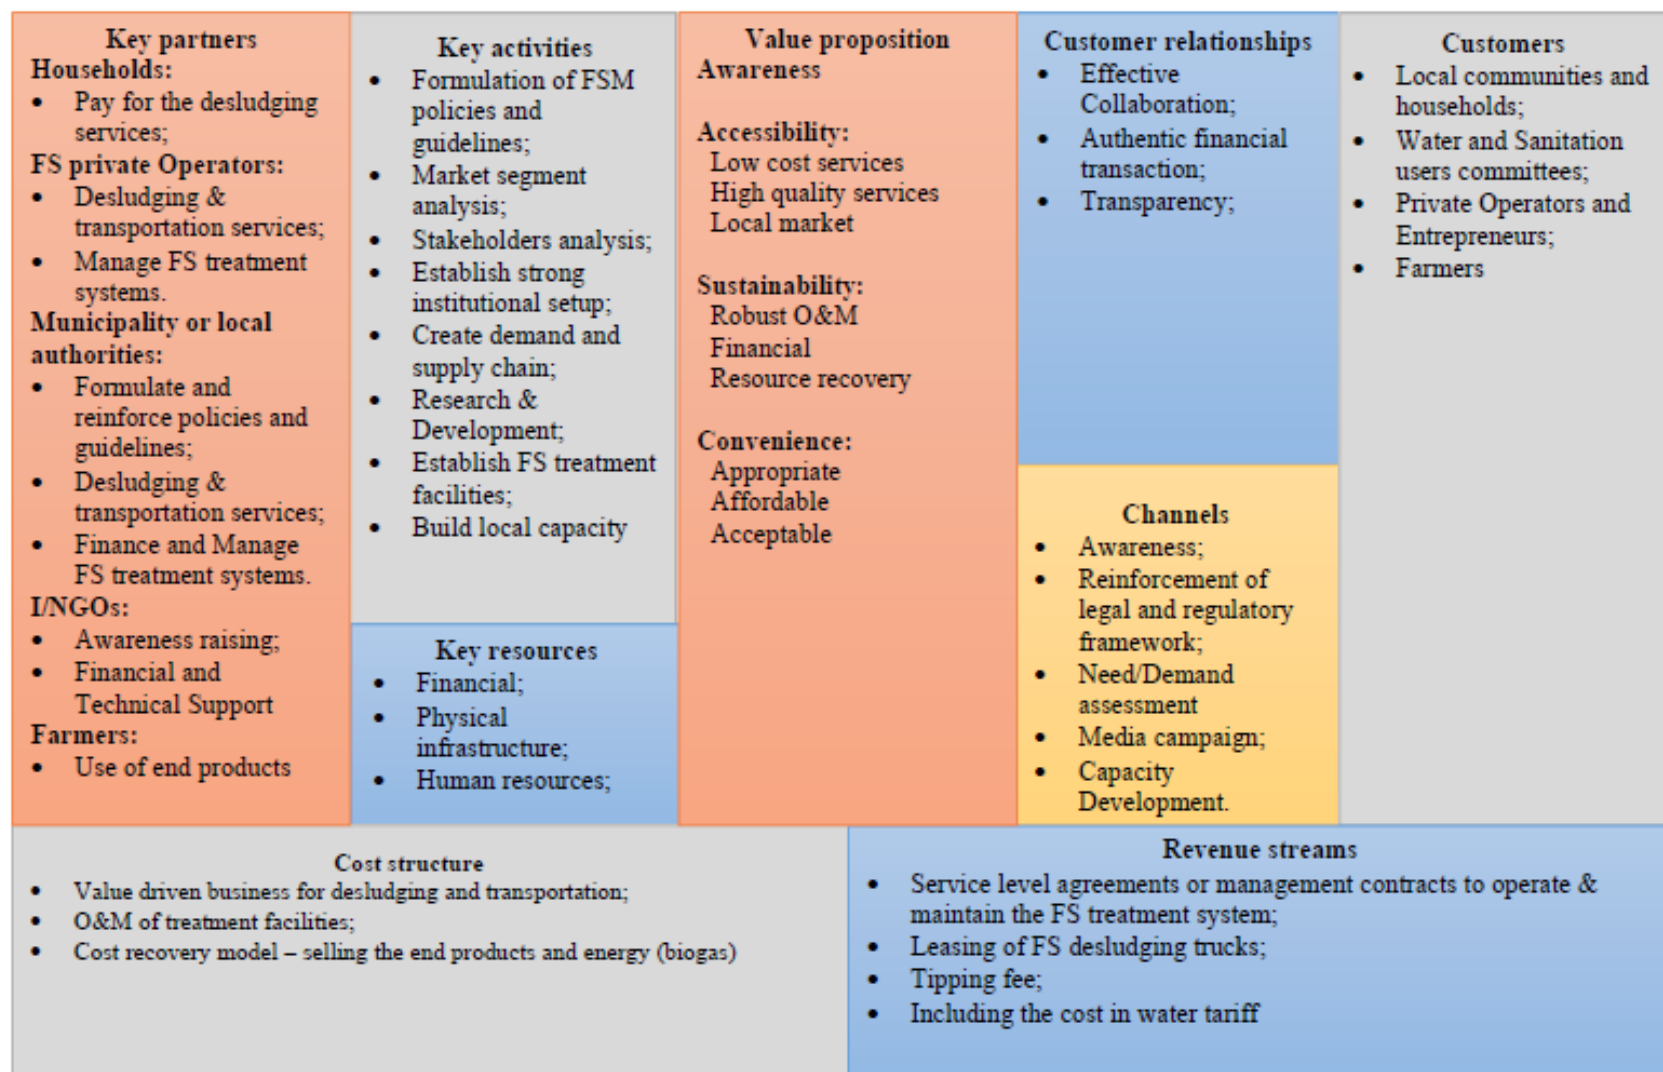 Key partners
Households:
• Pay for the desludging
services;
FS private Operators:
• Desludging &
transportation services;
• Manage FS treatment
systems.
Municipality or local
authorities:
• Formulate and
reinforce policies and
guidelines;
• Desludging &
transportation services;
• Finance and Manage
FS treatment systems.
I/NGOs:
• Awareness raising;
• Financial and
Technical Support
Farmers:
• Use of end products
Key activities
• Formulation of FSM
policies and
guidelines;
• Market segment
analysis;
• Stakeholders analysis;
• Establish strong
institutional setup;
• Create demand and
supply chain;
• Research &
Development;
• Establish FS treatment
facilities;
• Build local capacity
Key resources
• Financial;
• Physical
infrastructure;
• Human resources;
Value proposition
Awareness
Accessibility:
Low cost services
High quality services
Local market
Sustainability:
Robust O&M
Financial
Resource recovery
Convenience:
Appropriate
Affordable
Acceptable
Customer relationships
• Effective
Collaboration;
• Authentic financial
transaction;
• Transparency;
Channels
• Awareness;
• Reinforcement of
legal and regulatory
framework;
• Need/Demand
assessment
• Media campaign;
• Capacity
Development.
Customers
• Local communities and
households;
• Water and Sanitation
users committees;
• Private Operators and
Entrepreneurs;
• Farmers
Cost structure
• Value driven business for desludging and transportation;
• O&M of treatment facilities;
• Cost recovery model – selling the end products and energy (biogas)
Revenue streams
• Service level agreements or management contracts to operate &
maintain the FS treatment system;
• Leasing of FS desludging trucks;
• Tipping fee;
• Including the cost in water tariff